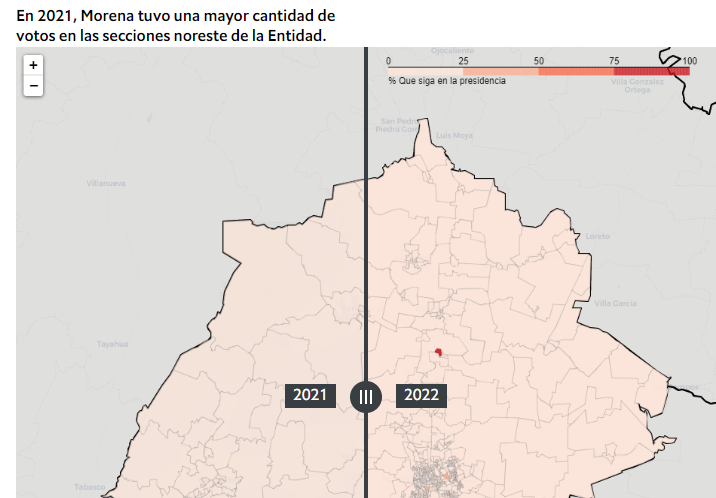 En 2021, Morena tuvo una mayor cantidad de
votos en las secciones noreste de la Entidad.
+
−
Ojocaliente
0 25 50 75 100
% Que siga en la presidencia
Villa González
Ortega
San Pedro
Piedra Gorda
Luis Moya
Villanueva
Loreto
Villa García
Tayahua
2021
2022
Tabasco